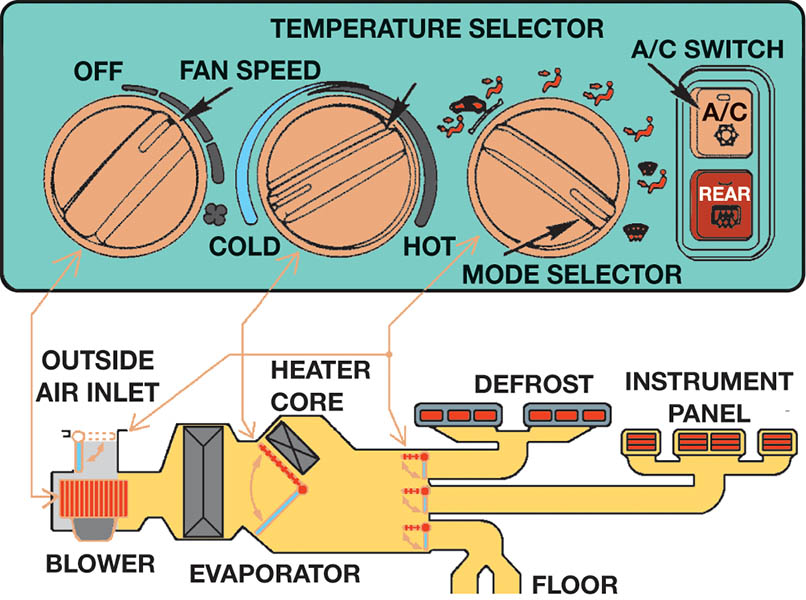 TEMPERATURE SELECTOR
OFF
FAN SPEED
A/C SWITCH
A/C
REAR
COLD
HOT
MODE SELECTOR
OUTSIDE
AIR INLET
HEATER
CORE
DEFROST
INSTRUMENT
PANEL
BLOWER
EVAPORATOR
FLOOR